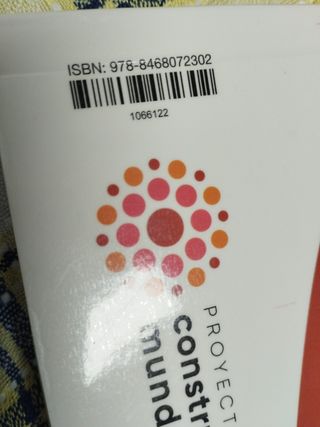 ISBN: 978-8468072302
1066122
PROYECT
constr
mund